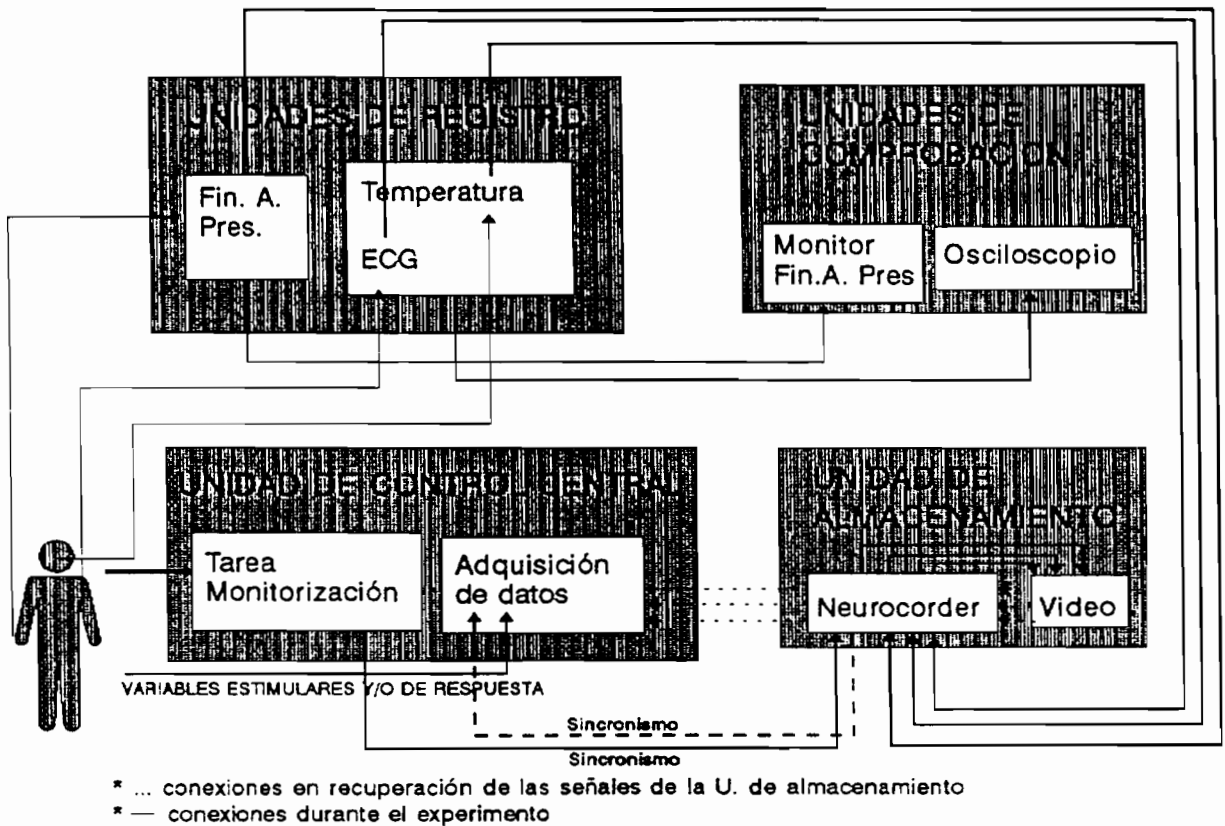 UNIDADES DE REGISTRO
Fin. A.
Pres.
Temperatura
ECG
UNIDADES DE
COMPROBACION
Monitor
Fin.A. Pres
Osciloscopio
UNIDAD DE CONTROL CENTRAL
Tarea
Monitorización
Adquisición
de datos
UNIDAD DE
ALMACENAMIENTO
Neurocorder
Video
VARIABLES ESTIMULARES Y/O DE RESPUESTA
Sincronismo
Sincronismo
* ... conexiones en recuperación de las señales de la U. de almacenamiento
* — conexiones durante el experimento